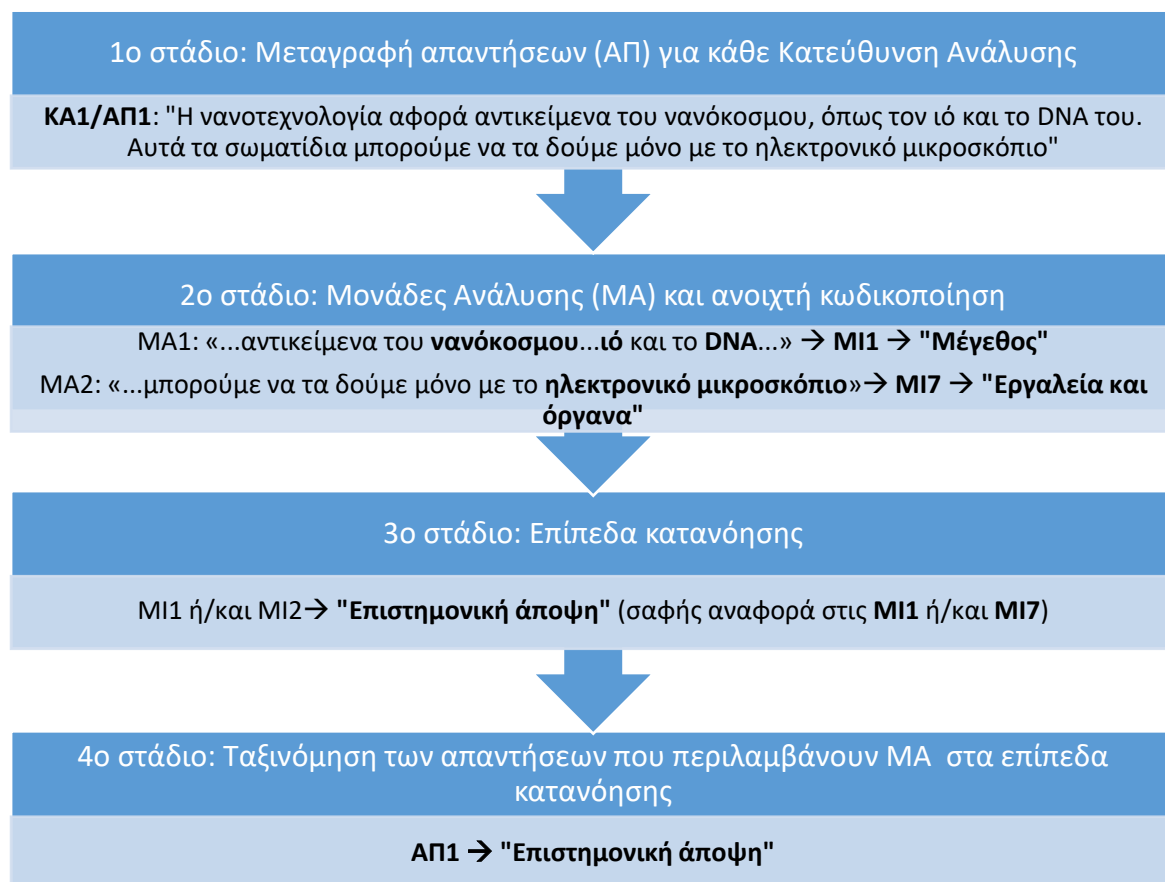 1ο στάδιο: Μεταγραφή απαντήσεων (ΑΠ) για κάθε Κατεύθυνση Ανάλυσης
ΚΑ1/ΑΠ1: "Η νανοτεχνολογία αφορά αντικείμενα του νανόκοσμου, όπως τον ιό και το DNA του.
Αυτά τα σωματίδια μπορούμε να τα δούμε μόνο με το ηλεκτρονικό μικροσκόπιο"
2ο στάδιο: Μονάδες Ανάλυσης (ΜΑ) και ανοιχτή κωδικοποίηση
ΜΑ1: «...αντικείμενα του νανόκοσμου...ιό και το DNA...» → ΜΙ1 → "Μέγεθος"
ΜΑ2: «...μπορούμε να τα δούμε μόνο με το ηλεκτρονικό μικροσκόπιο»→ ΜΙ7 → "Εργαλεία και
όργανα"
3ο στάδιο: Επίπεδα κατανόησης
ΜΙ1 ή/και ΜΙ2→ "Επιστημονική άποψη" (σαφής αναφορά στις ΜΙ1 ή/και ΜΙ7)
4ο στάδιο: Ταξινόμηση των απαντήσεων που περιλαμβάνουν ΜΑ στα επίπεδα
κατανόησης
ΑΠ1 → "Επιστημονική άποψη"